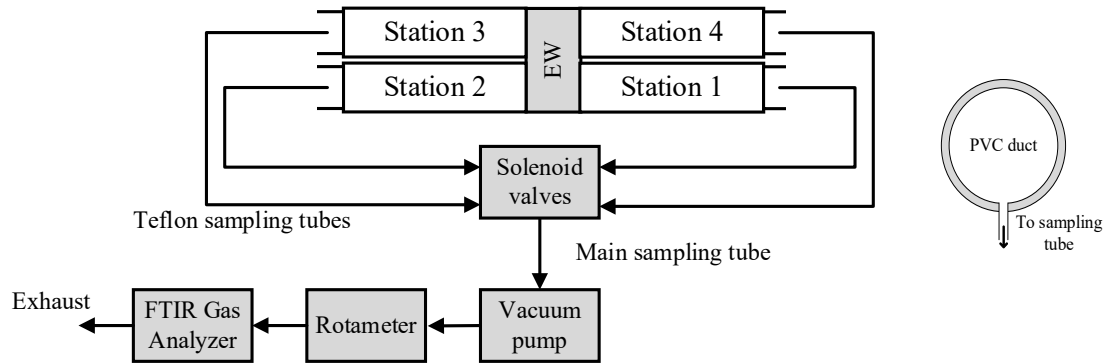 Station 3
EW
Station 4
Station 2
Station 1
PVC duct
Solenoid
valves
Teflon sampling tubes
To sampling
tube
Main sampling tube
Exhaust
FTIR Gas
Analyzer
Rotameter
Vacuum
pump